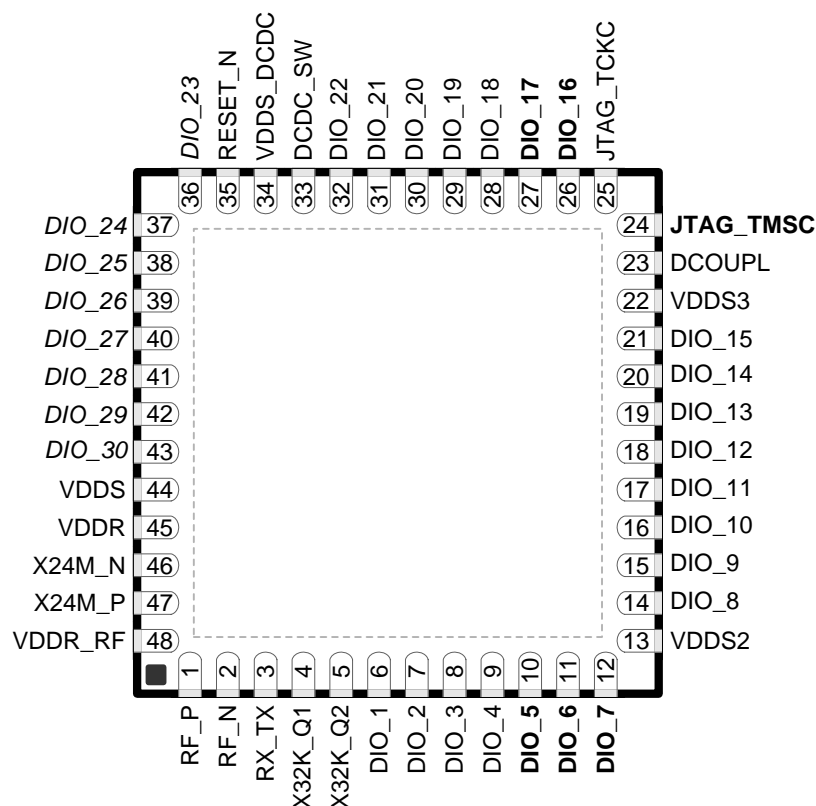 DIO_23
RESET_N
VDDS_DCDC
DCDC_SW
DIO_22
DIO_21
DIO_20
DIO_19
DIO_18
DIO_17
DIO_16
JTAG_TCKC
36
35
34
33
32
31
30
29
28
27
26
25
DIO_24 37
24 JTAG_TMSC
DIO_25 38
23 DCOUPL
DIO_26 39
22 VDDS3
DIO_27 40
21 DIO_15
DIO_28 41
20 DIO_14
DIO_29 42
19 DIO_13
DIO_30 43
18 DIO_12
VDDS 44
17 DIO_11
VDDR 45
16 DIO_10
X24M_N 46
15 DIO_9
X24M_P 47
14 DIO_8
VDDR_RF 48
13 VDDS2
1
2
3
4
5
6
7
8
9
10
11
12
RF_P
RF_N
RX_TX
X32K_Q1
X32K_Q2
DIO_1
DIO_2
DIO_3
DIO_4
DIO_5
DIO_6
DIO_7